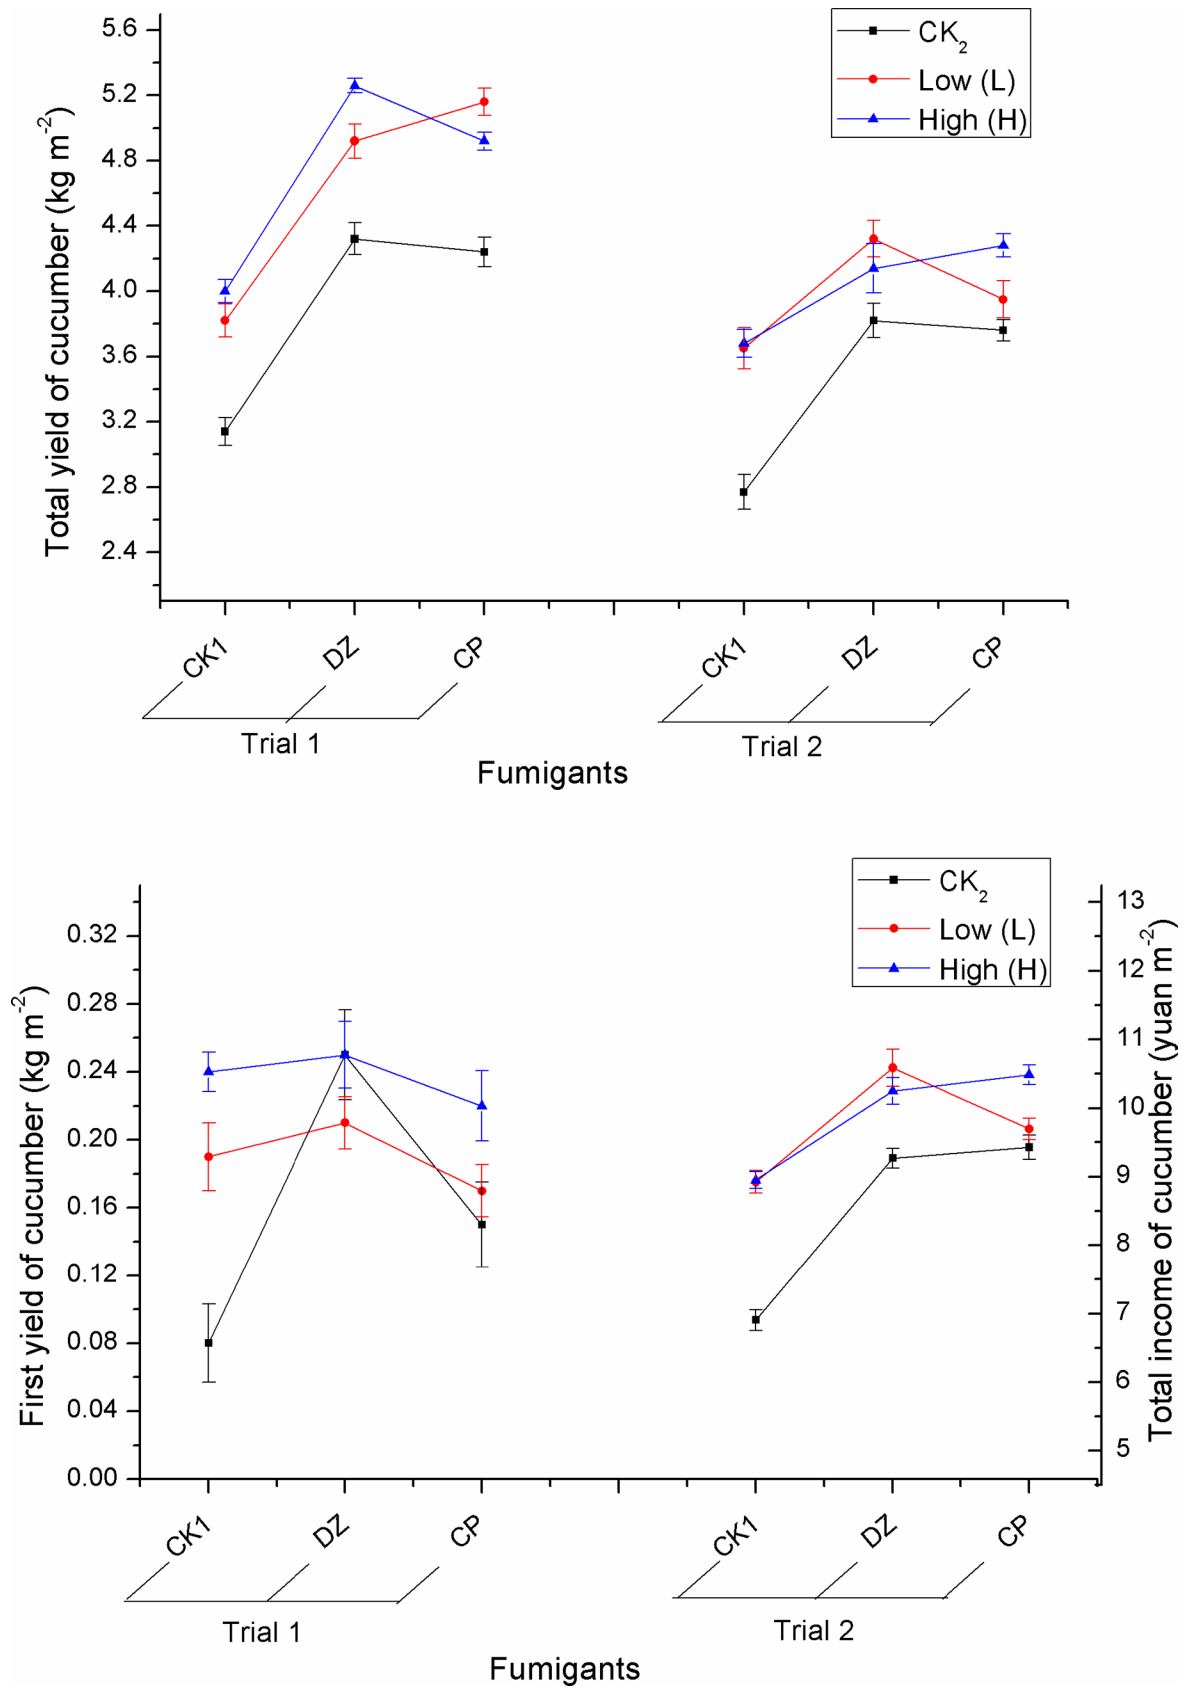 5.6
5.2
4.8
4.4
4.0
3.6
3.2
2.8
2.4
Total yield of cucumber (kg m⁻²)
CK₂
Low (L)
High (H)
CK1 DZ CP CK1 DZ CP
Trial 1 Trial 2
Fumigants
0.32
0.28
0.24
0.20
0.16
0.12
0.08
0.04
0.00
First yield of cucumber (kg m⁻²)
CK₂
Low (L)
High (H)
13
12
11
10
9
8
7
6
5
Total income of cucumber (yuan m⁻²)
CK1 DZ CP CK1 DZ CP
Trial 1 Trial 2
Fumigants